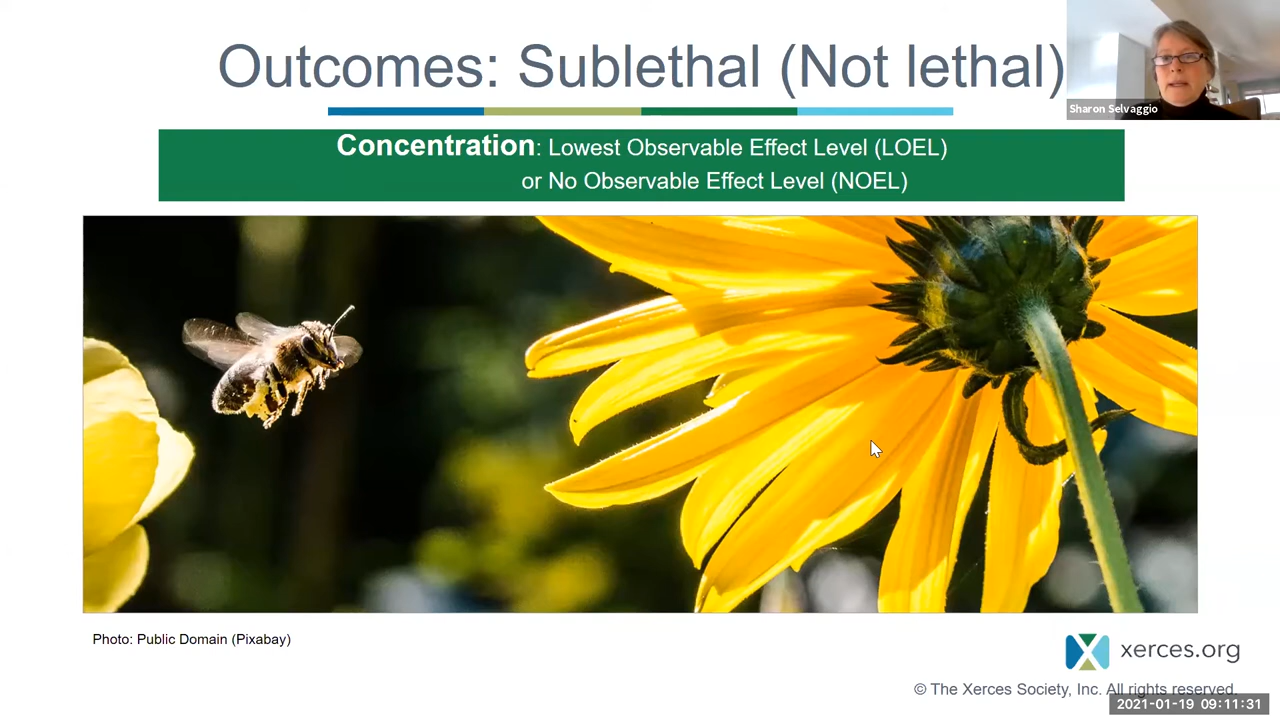 Outcomes: Sublethal (Not lethal)
Sharon Selvaggio
Concentration: Lowest Observable Effect Level (LOEL)
or No Observable Effect Level (NOEL)
Photo: Public Domain (Pixabay)
xerces.org
© The Xerces Society, Inc. All rights reserved.
2021-01-19 09:11:31